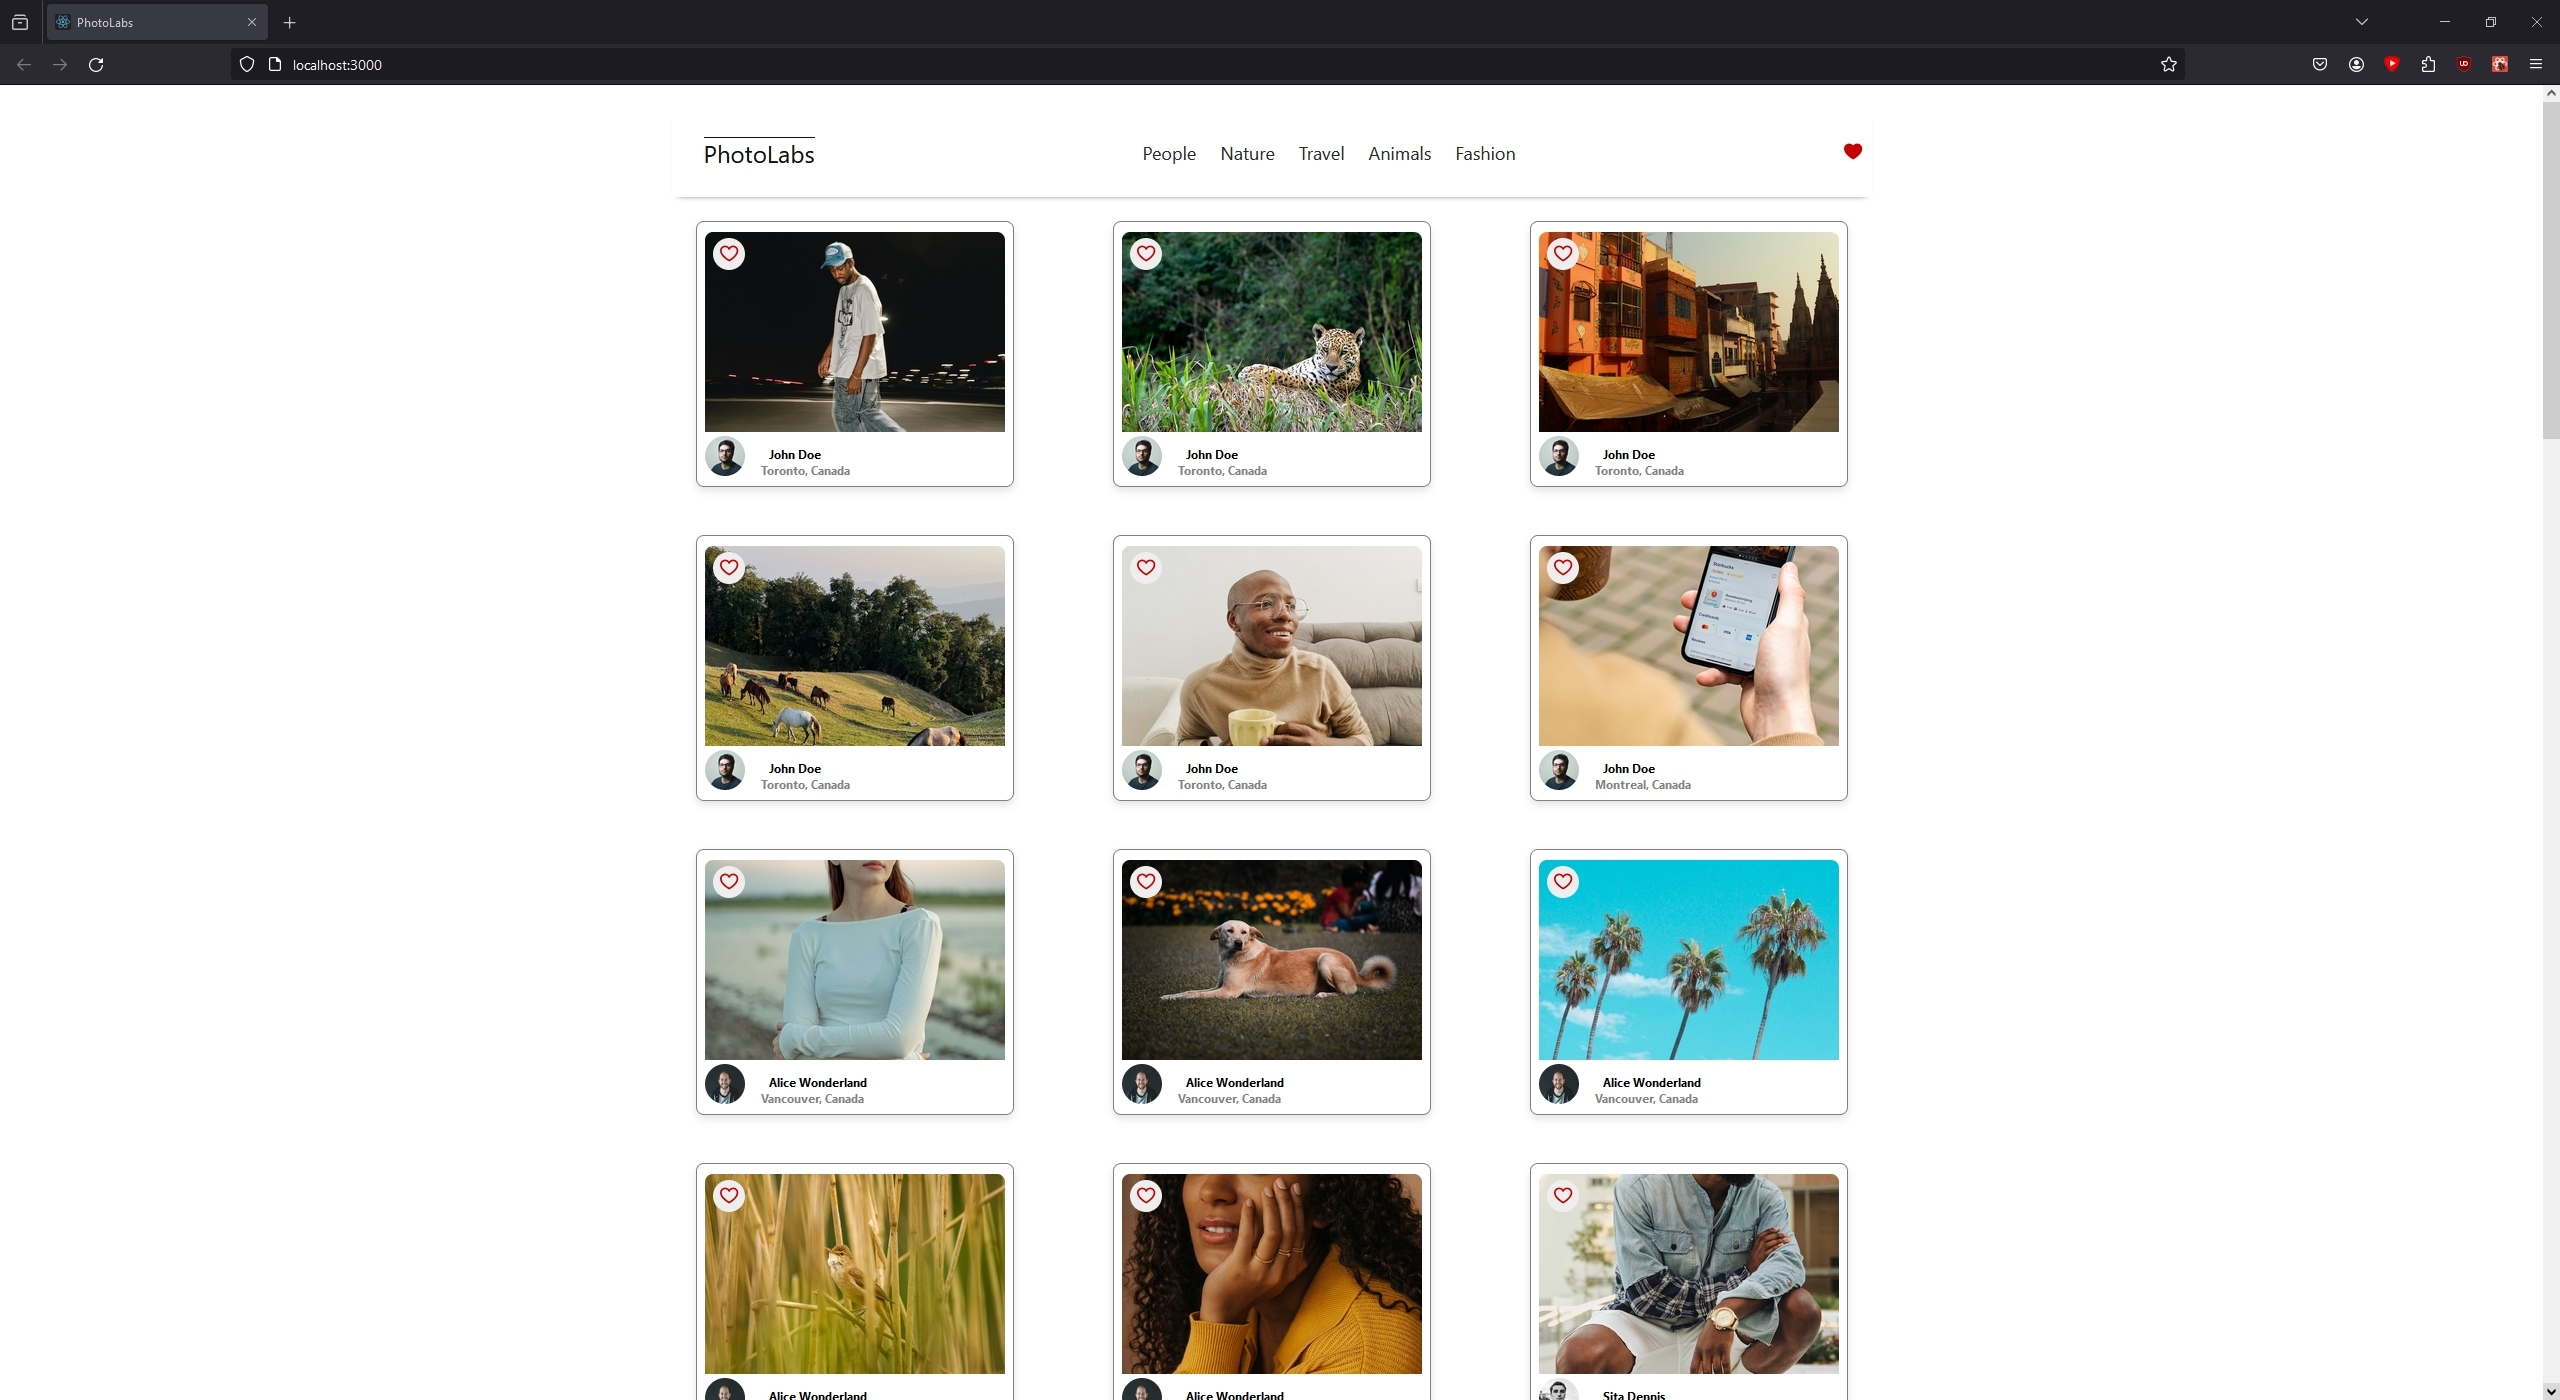 PhotoLabs
localhost:3000
PhotoLabs
People Nature Travel Animals Fashion
John Doe
Toronto, Canada
John Doe
Toronto, Canada
John Doe
Toronto, Canada
John Doe
Toronto, Canada
John Doe
Toronto, Canada
Starbucks
John Doe
Montreal, Canada
Alice Wonderland
Vancouver, Canada
Alice Wonderland
Vancouver, Canada
Alice Wonderland
Vancouver, Canada
Alice Wonderland
Alice Wonderland
Sita Dennis